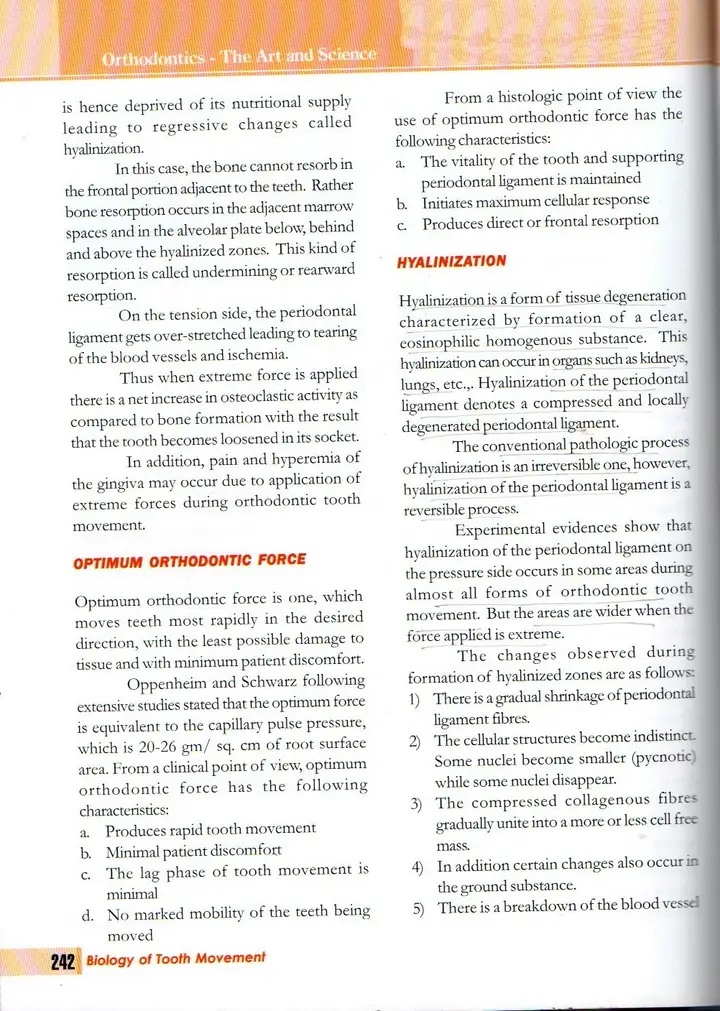 Orthodontics - The Art and Science
is hence deprived of its nutritional supply
leading to regressive changes called
hyalinization.
In this case, the bone cannot resorb in
the frontal portion adjacent to the teeth. Rather
bone resorption occurs in the adjacent marrow
spaces and in the alveolar plate below, behind
and above the hyalinized zones. This kind of
resorption is called undermining or rearward
resorption.
On the tension side, the periodontal
ligament gets over-stretched leading to tearing
of the blood vessels and ischemia.
Thus when extreme force is applied
there is a net increase in osteoclastic activity as
compared to bone formation with the result
that the tooth becomes loosened in its socket.
In addition, pain and hyperemia of
the gingiva may occur due to application of
extreme forces during orthodontic tooth
movement.
OPTIMUM ORTHODONTIC FORCE
Optimum orthodontic force is one, which
moves teeth most rapidly in the desired
direction, with the least possible damage to
tissue and with minimum patient discomfort.
Oppenheim and Schwarz following
extensive studies stated that the optimum force
is equivalent to the capillary pulse pressure,
which is 20-26 gm/ sq. cm of root surface
area. From a clinical point of view, optimum
orthodontic force has the following
characteristics:
a. Produces rapid tooth movement
b. Minimal patient discomfort
c. The lag phase of tooth movement is
minimal
d. No marked mobility of the teeth being
moved
From a histologic point of view the
use of optimum orthodontic force has the
following characteristics:
a. The vitality of the tooth and supporting
periodontal ligament is maintained
b. Initiates maximum cellular response
c. Produces direct or frontal resorption
HYALINIZATION
Hyalinization is a form of tissue degeneration
characterized by formation of a clear,
eosinophilic homogenous substance. This
hyalinization can occur in organs such as kidneys,
lungs, etc.,. Hyalinization of the periodontal
ligament denotes a compressed and locally
degenerated periodontal ligament.
The conventional pathologic process
of hyalinization is an irreversible one, however,
hyalinization of the periodontal ligament is a
reversible process.
Experimental evidences show that
hyalinization of the periodontal ligament on
the pressure side occurs in some areas during
almost all forms of orthodontic tooth
movement. But the areas are wider when the
force applied is extreme.
The changes observed during
formation of hyalinized zones are as follows:
1) There is a gradual shrinkage of periodontal
ligament fibres.
2) The cellular structures become indistinct.
Some nuclei become smaller (pycnotic)
while some nuclei disappear.
3) The compressed collagenous fibres
gradually unite into a more or less cell free
mass.
4) In addition certain changes also occur in
the ground substance.
5) There is a breakdown of the blood vessel
242 Biology of Tooth Movement